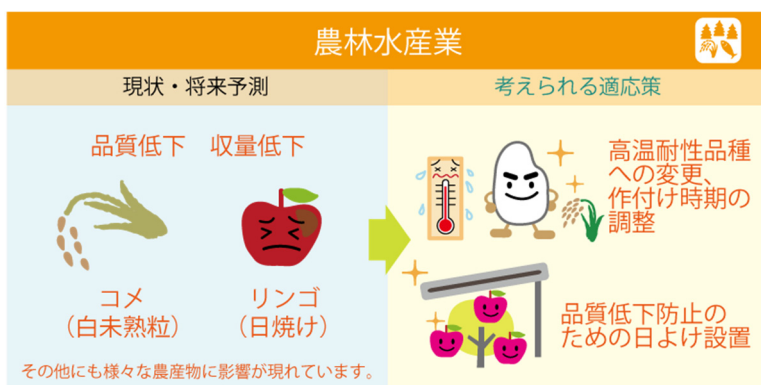 農林水産業
現状・将来予測
考えられる適応策
品質低下　収量低下
コメ
（白未熟粒）
リンゴ
（日焼け）
その他にも様々な農産物に影響が現れています。
高温耐性品種
への変更、
作付け時期の
調整
品質低下防止の
ための日よけ設置